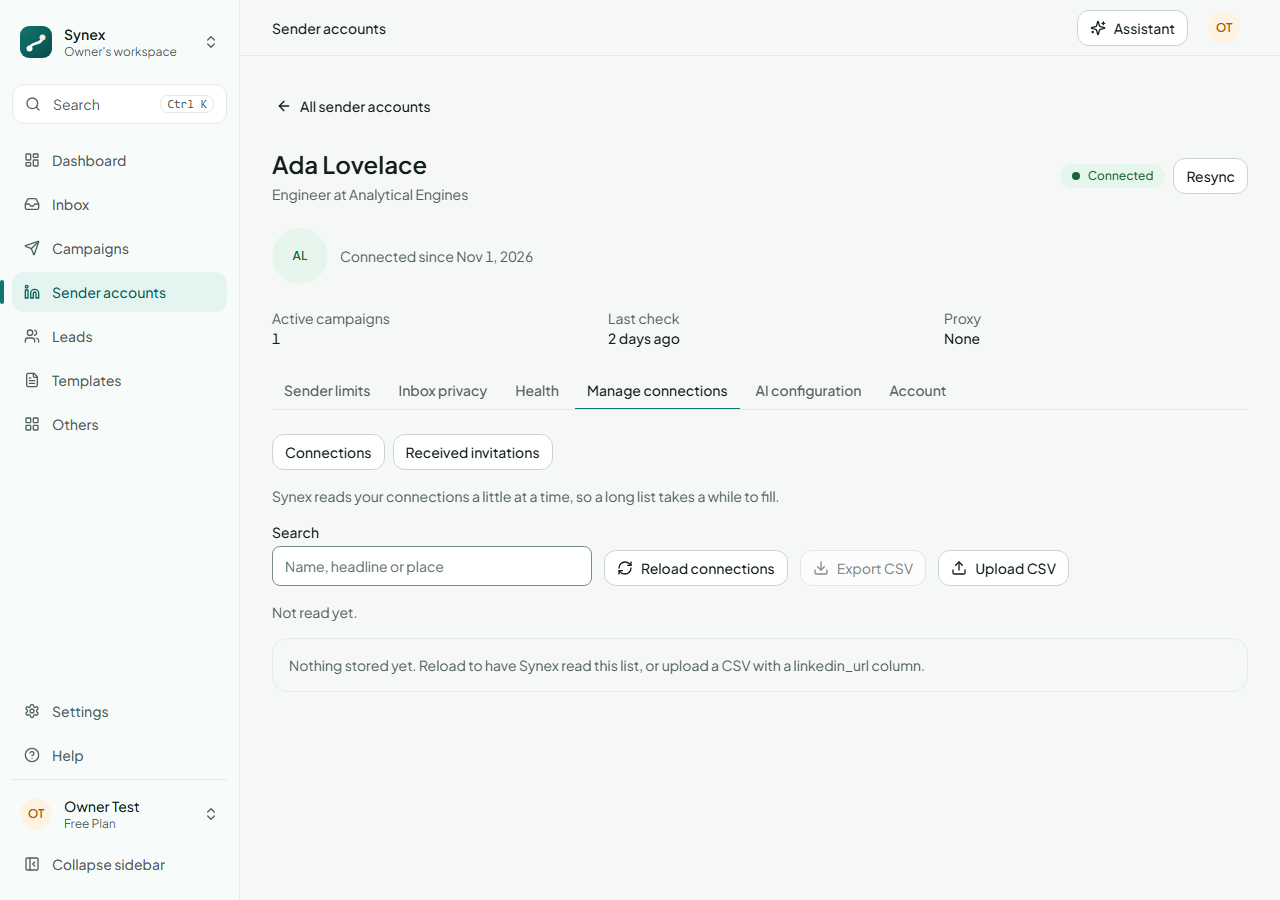 Synex
Owner's workspace
Search
Ctrl K
Dashboard
Inbox
Campaigns
Sender accounts
Leads
Templates
Others
Settings
Help
OT
Owner Test
Free Plan
Collapse sidebar
Sender accounts
Assistant
OT
All sender accounts
Ada Lovelace
Engineer at Analytical Engines
Connected
Resync
AL
Connected since Nov 1, 2026
Active campaigns
1
Last check
2 days ago
Proxy
None
Sender limits
Inbox privacy
Health
Manage connections
AI configuration
Account
Connections
Received invitations
Synex reads your connections a little at a time, so a long list takes a while to fill.
Search
Name, headline or place
Reload connections
Export CSV
Upload CSV
Not read yet.
Nothing stored yet. Reload to have Synex read this list, or upload a CSV with a linkedin_url column.